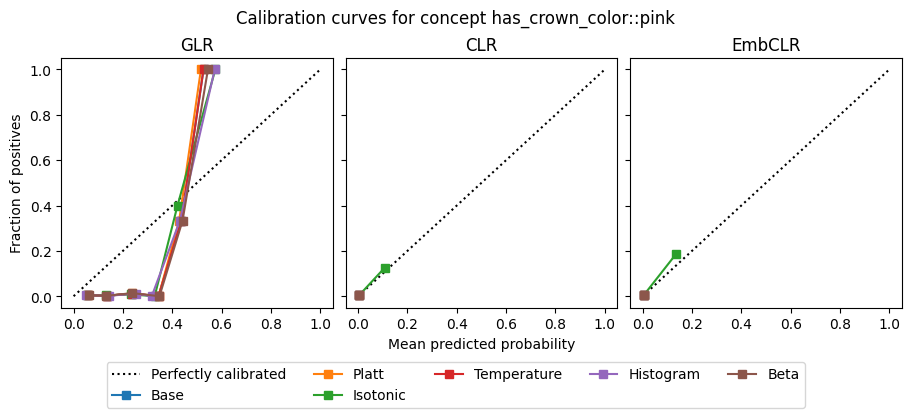 Calibration curves for concept has_crown_color::pink
GLR
CLR
EmbCLR
Fraction of positives
1.0
0.8
0.6
0.4
0.2
0.0
0.0 0.2 0.4 0.6 0.8 1.0
0.0 0.2 0.4 0.6 0.8 1.0
0.0 0.2 0.4 0.6 0.8 1.0
Mean predicted probability
Perfectly calibrated
Base
Platt
Isotonic
Temperature
Histogram
Beta